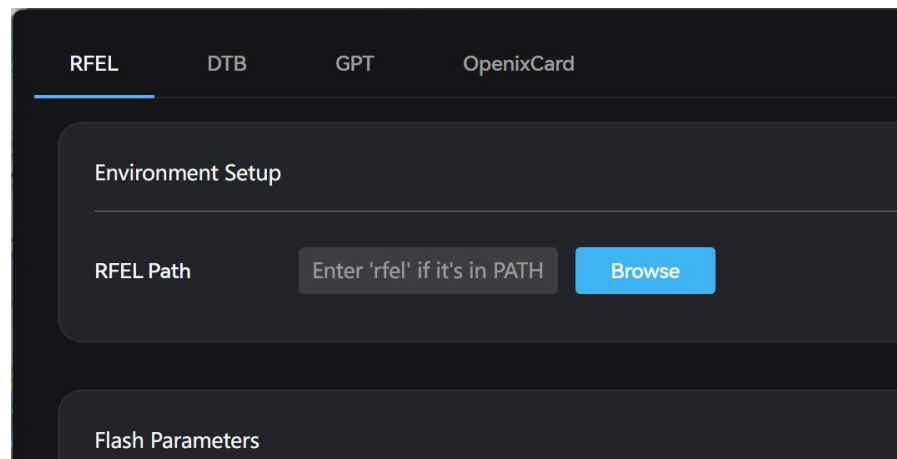 RFEL DTB GPT OpenixCard
Environment Setup
RFEL Path Enter 'rfel' if it's in PATH Browse
Flash Parameters